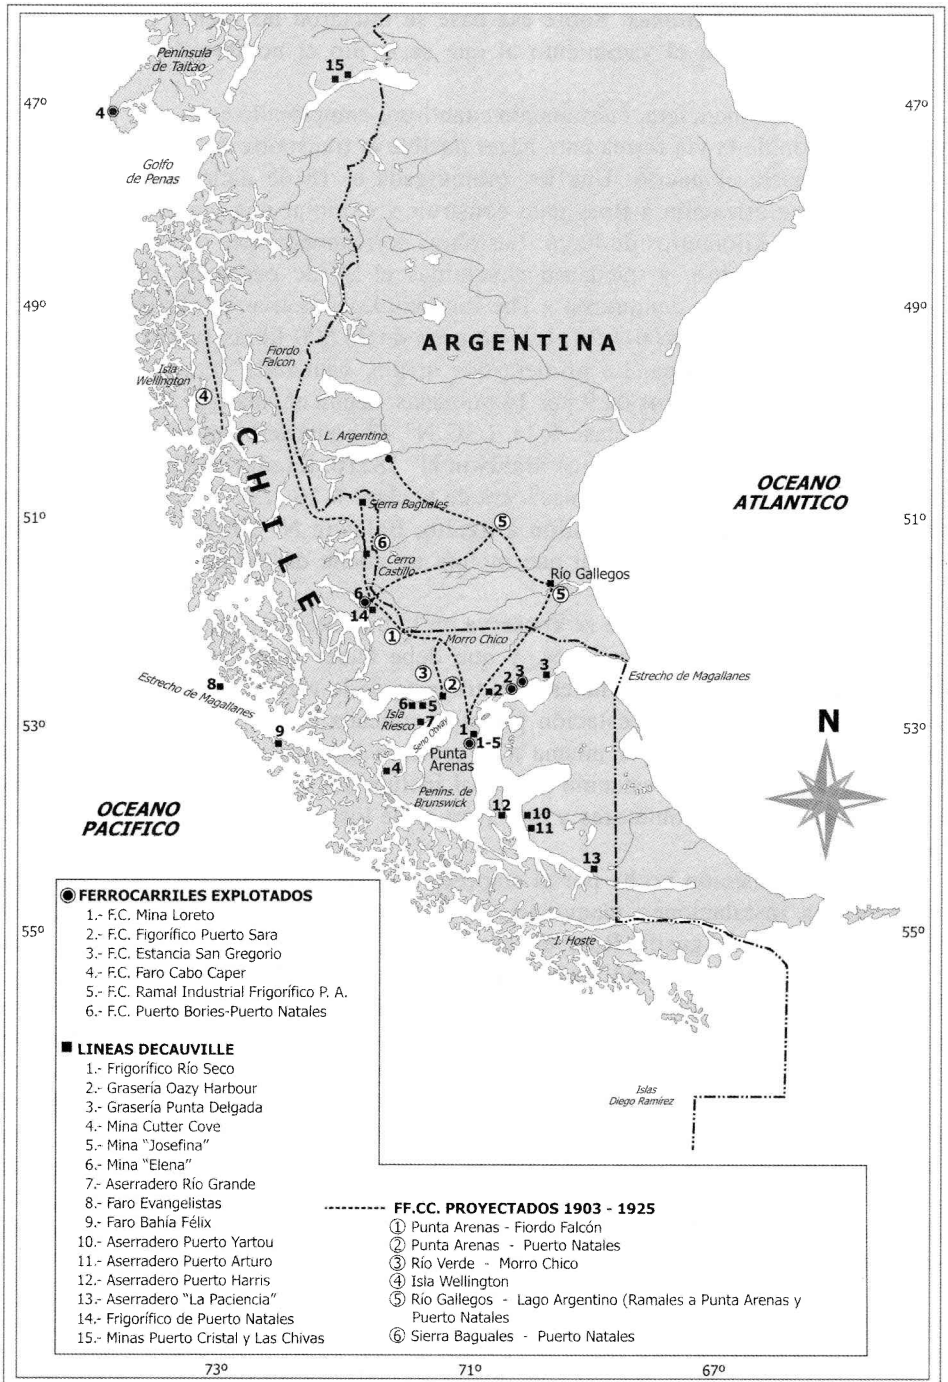 Península
de Taitao
15
47º
47º
4
Golfo
de Penas
49º
49º
ARGENTINA
Fiordo
Falcon
Isla
Wellington
④
L. Argentino
CHILE
OCEANO
ATLANTICO
Sierra Baguales
51º
51º
⑤
⑥
Cerro
Castillo
Río Gallegos
⑤
6
14
①
Morro Chico
Estrecho de Magallanes
8
Estrecho de Magallanes
③
②
2
2
3
3
6
5
Isla
Riesco
7
Seno Otway
53º
53º
N
9
1
1-5
Punta
Arenas
4
Peníns. de
Brunswick
OCEANO
PACIFICO
12
10
11
13
55º
55º
I. Hoste
Islas
Diego Ramírez
FERROCARRILES EXPLOTADOS
1.- F.C. Mina Loreto
2.- F.C. Figorífico Puerto Sara
3.- F.C. Estancia San Gregorio
4.- F.C. Faro Cabo Caper
5.- F.C. Ramal Industrial Frigorífico P. A.
6.- F.C. Puerto Bories-Puerto Natales
LINEAS DECAUVILLE
1.- Frigorífico Río Seco
2.- Grasería Oazy Harbour
3.- Grasería Punta Delgada
4.- Mina Cutter Cove
5.- Mina "Josefina"
6.- Mina "Elena"
7.- Aserradero Río Grande
8.- Faro Evangelistas
9.- Faro Bahía Félix
10.- Aserradero Puerto Yartou
11.- Aserradero Puerto Arturo
12.- Aserradero Puerto Harris
13.- Aserradero "La Paciencia"
14.- Frigorífico de Puerto Natales
15.- Minas Puerto Cristal y Las Chivas
FF.CC. PROYECTADOS 1903 - 1925
① Punta Arenas - Fiordo Falcón
② Punta Arenas - Puerto Natales
③ Río Verde - Morro Chico
④ Isla Wellington
⑤ Río Gallegos - Lago Argentino (Ramales a Punta Arenas y
Puerto Natales
⑥ Sierra Baguales - Puerto Natales
73º
71º
67º